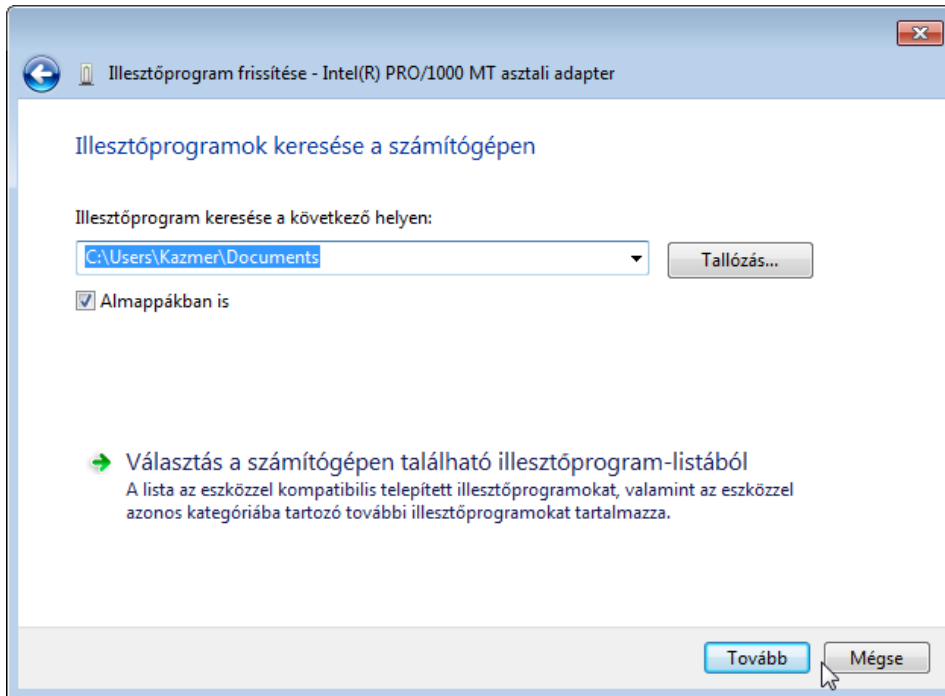 Illesztőprogram frissítése - Intel(R) PRO/1000 MT asztali adapter
Illesztőprogramok keresése a számítógépen
Illesztőprogram keresése a következő helyen:
C:\Users\Kazmer\Documents
Tallózás...
Almappákban is
Választás a számítógépen található illesztőprogram-listából
A lista az eszközzel kompatibilis telepített illesztőprogramokat, valamint az eszközzel
azonos kategóriába tartozó további illesztőprogramokat tartalmazza.
Tovább
Mégse